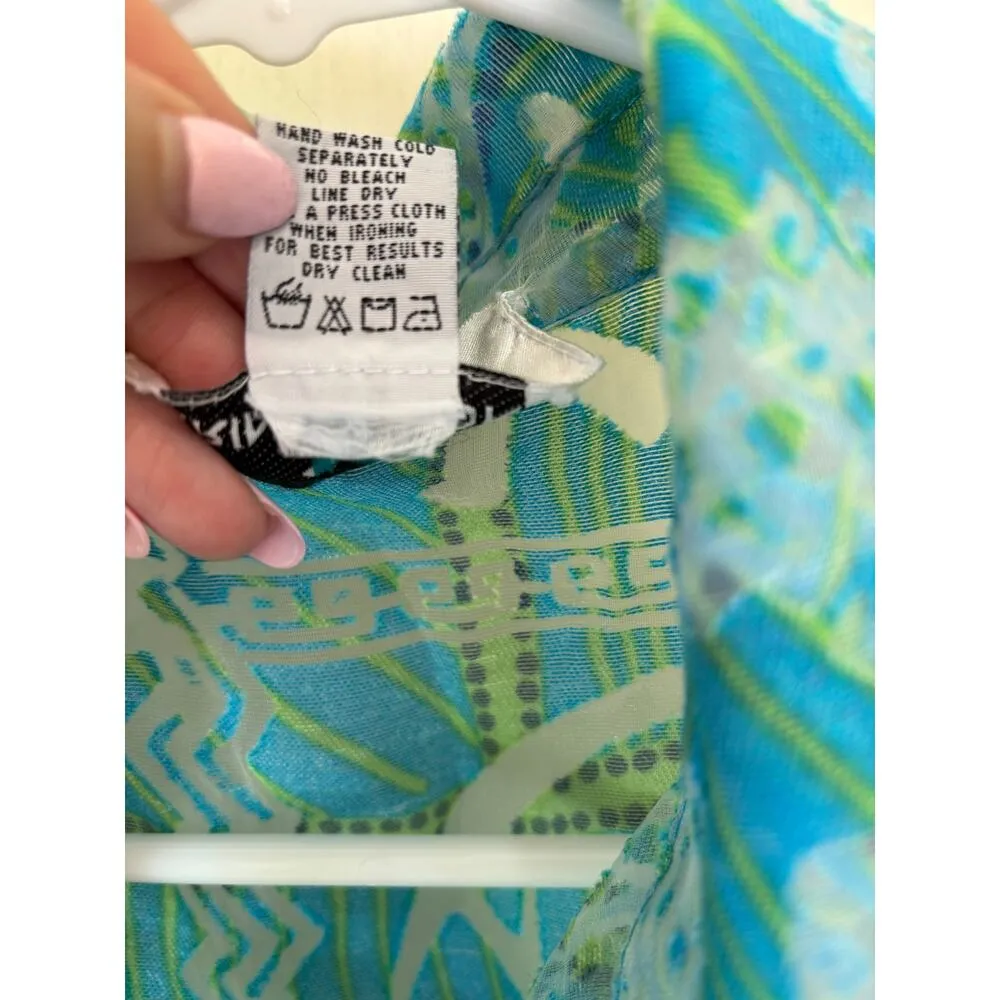 HAND WASH COLD
SEPARATELY
NO BLEACH
LINE DRY
A PRESS CLOTH
WHEN IRONING
FOR BEST RESULTS
DRY CLEAN